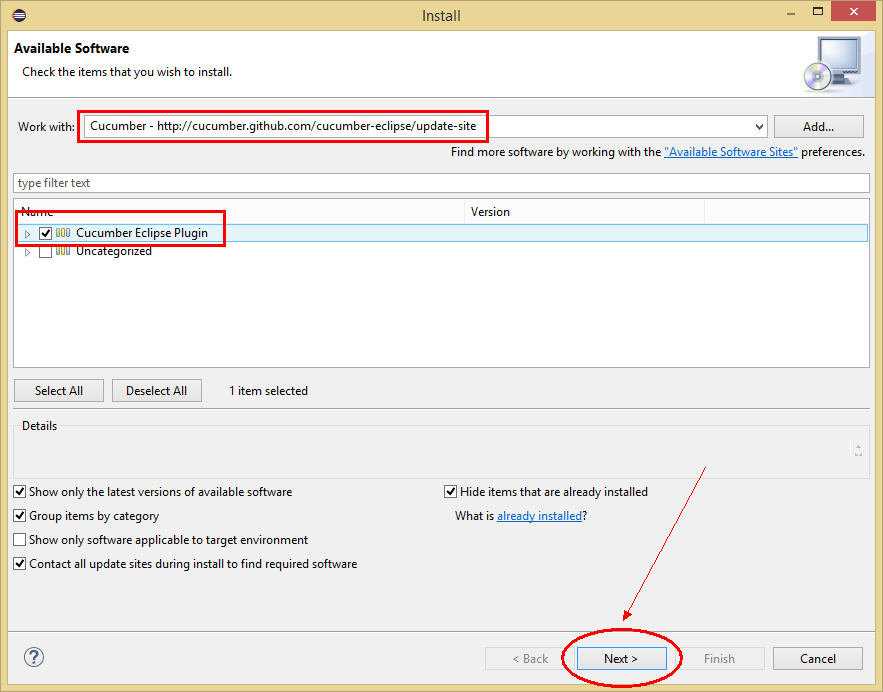 Install
Available Software
Check the items that you wish to install.
Work with: Cucumber - http://cucumber.github.com/cucumber-eclipse/update-site Add...
Find more software by working with the "Available Software Sites" preferences.
type filter text
Name Version
Cucumber Eclipse Plugin
Uncategorized
Select All Deselect All 1 item selected
Details
Show only the latest versions of available software Hide items that are already installed
Group items by category What is already installed?
Show only software applicable to target environment
Contact all update sites during install to find required software
? < Back Next > Finish Cancel